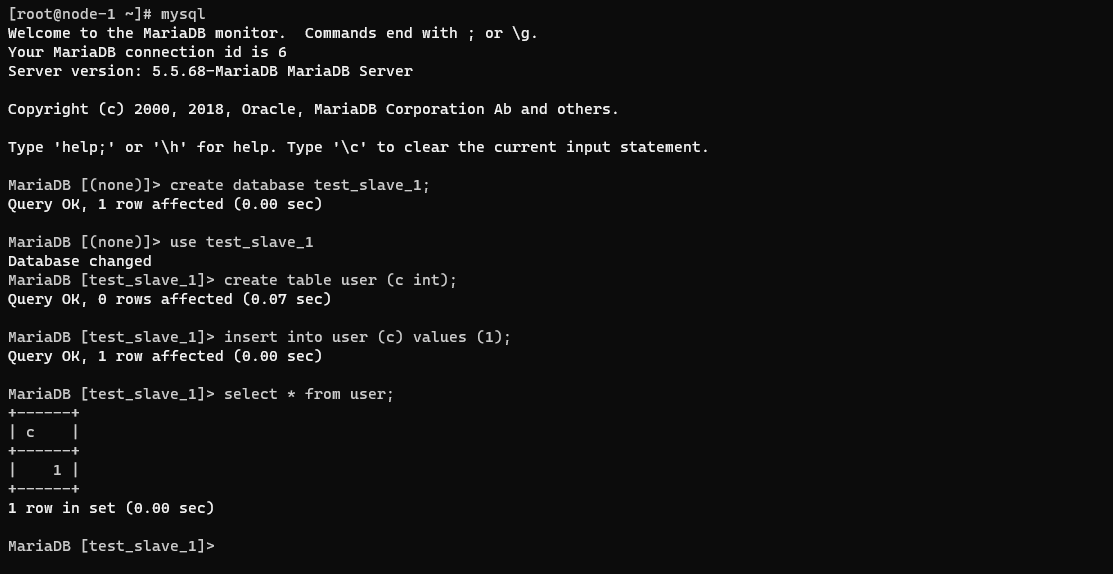 [root@node-1 ~]# mysql
Welcome to the MariaDB monitor.  Commands end with ; or \g.
Your MariaDB connection id is 6
Server version: 5.5.68-MariaDB MariaDB Server
Copyright (c) 2000, 2018, Oracle, MariaDB Corporation Ab and others.
Type 'help;' or '\h' for help. Type '\c' to clear the current input statement.
MariaDB [(none)]> create database test_slave_1;
Query OK, 1 row affected (0.00 sec)
MariaDB [(none)]> use test_slave_1
Database changed
MariaDB [test_slave_1]> create table user (c int);
Query OK, 0 rows affected (0.07 sec)
MariaDB [test_slave_1]> insert into user (c) values (1);
Query OK, 1 row affected (0.00 sec)
MariaDB [test_slave_1]> select * from user;
+------+
| c    |
+------+
|    1 |
+------+
1 row in set (0.00 sec)
MariaDB [test_slave_1]>